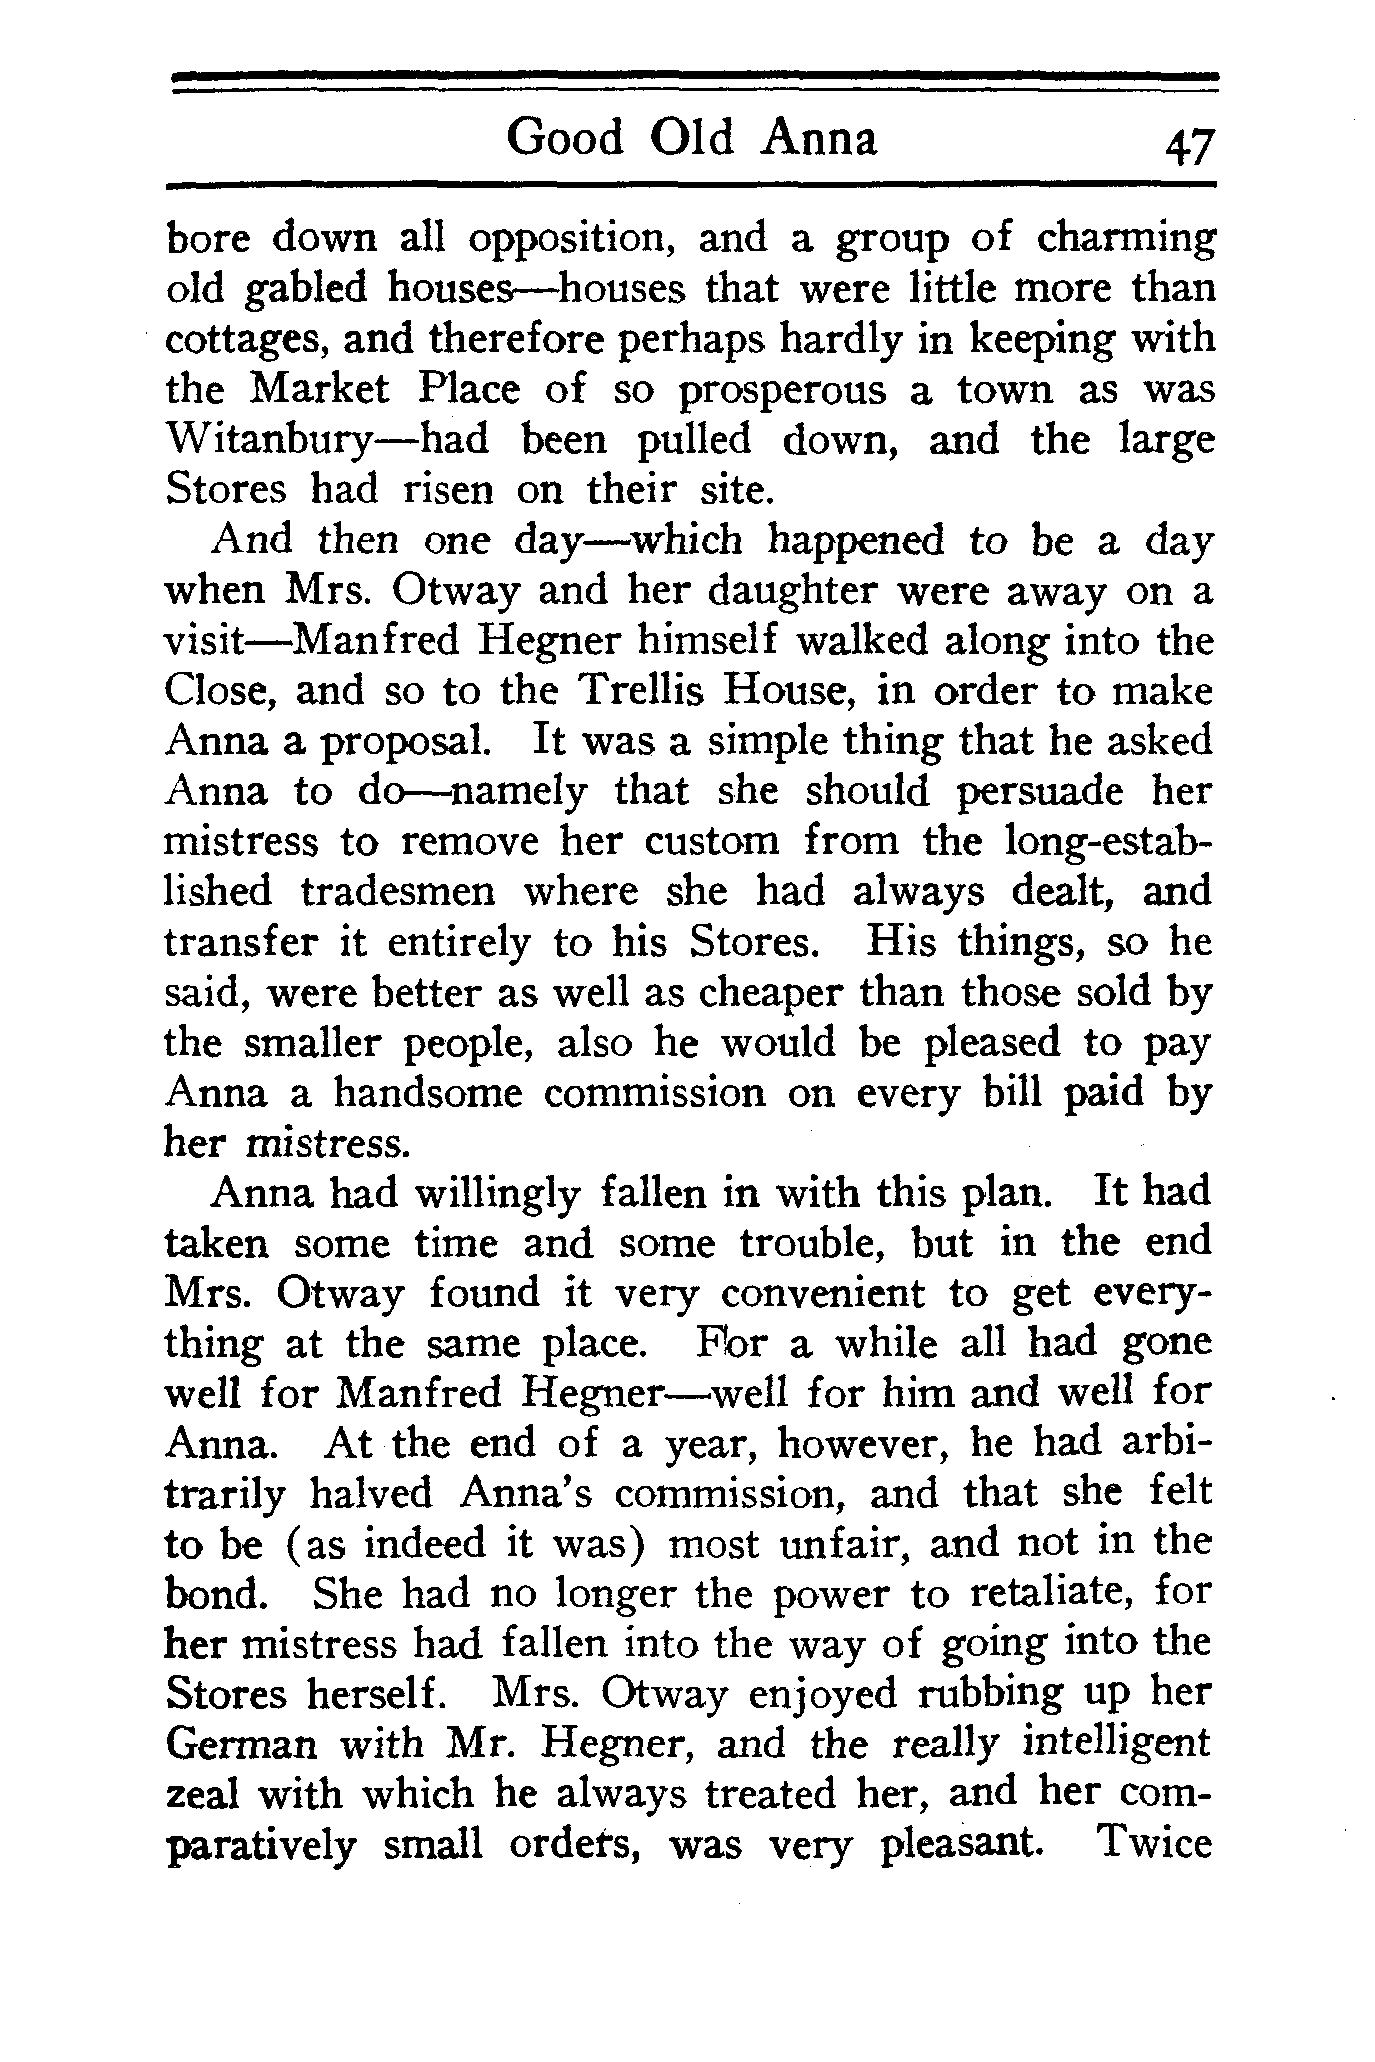 Good Old Anna 47
bore down all opposition, and a group of charming
old gabled houses—houses that were little more than
cottages, and therefore perhaps hardly in keeping with
the Market Place of so prosperous a town as was
Witanbury—had been pulled down, and the large
Stores had risen on their site.
And then one day—which happened to be a day
when Mrs. Otway and her daughter were away on a
visit—Manfred Hegner himself walked along into the
Close, and so to the Trellis House, in order to make
Anna a proposal. It was a simple thing that he asked
Anna to do—namely that she should persuade her
mistress to remove her custom from the long-estab-
lished tradesmen where she had always dealt, and
transfer it entirely to his Stores. His things, so he
said, were better as well as cheaper than those sold by
the smaller people, also he would be pleased to pay
Anna a handsome commission on every bill paid by
her mistress.
Anna had willingly fallen in with this plan. It had
taken some time and some trouble, but in the end
Mrs. Otway found it very convenient to get every-
thing at the same place. For a while all had gone
well for Manfred Hegner—well for him and well for
Anna. At the end of a year, however, he had arbi-
trarily halved Anna's commission, and that she felt
to be (as indeed it was) most unfair, and not in the
bond. She had no longer the power to retaliate, for
her mistress had fallen into the way of going into the
Stores herself. Mrs. Otway enjoyed rubbing up her
German with Mr. Hegner, and the really intelligent
zeal with which he always treated her, and her com-
paratively small orders, was very pleasant. Twice